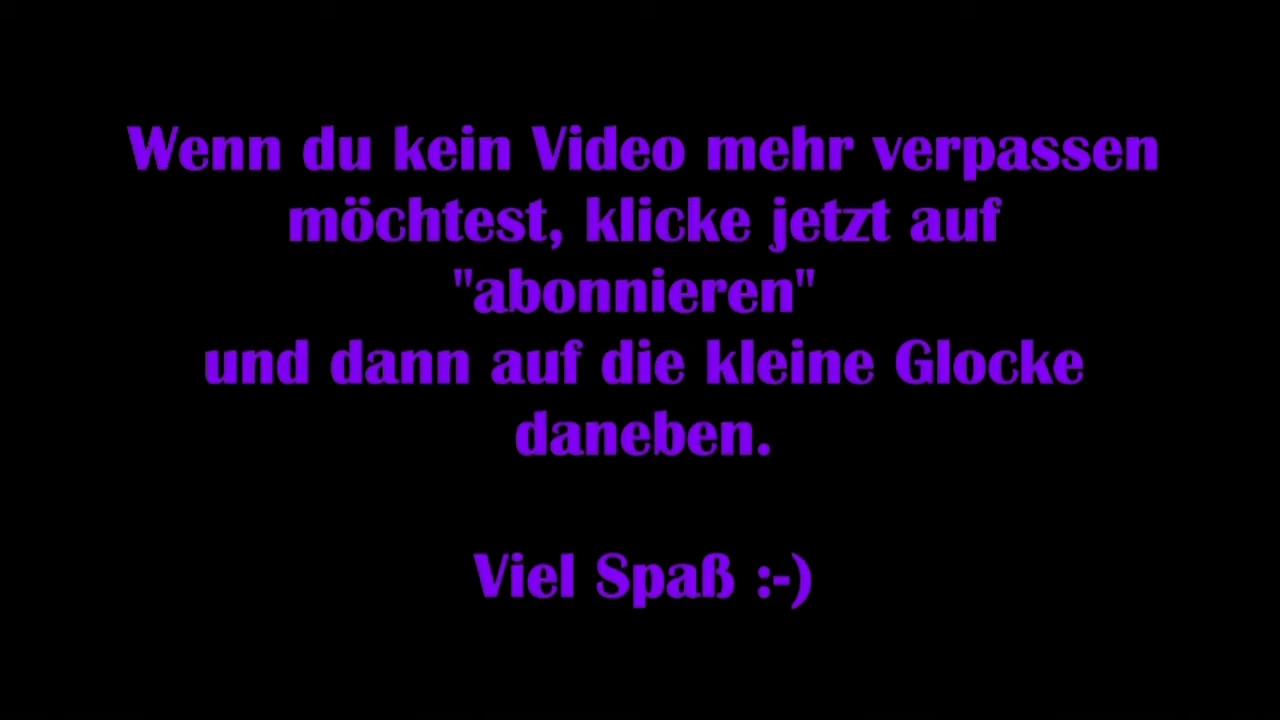 Wenn du kein Video mehr verpassen
möchtest, klicke jetzt auf
"abonnieren"
und dann auf die kleine Glocke
daneben.
Viel Spaß :-)